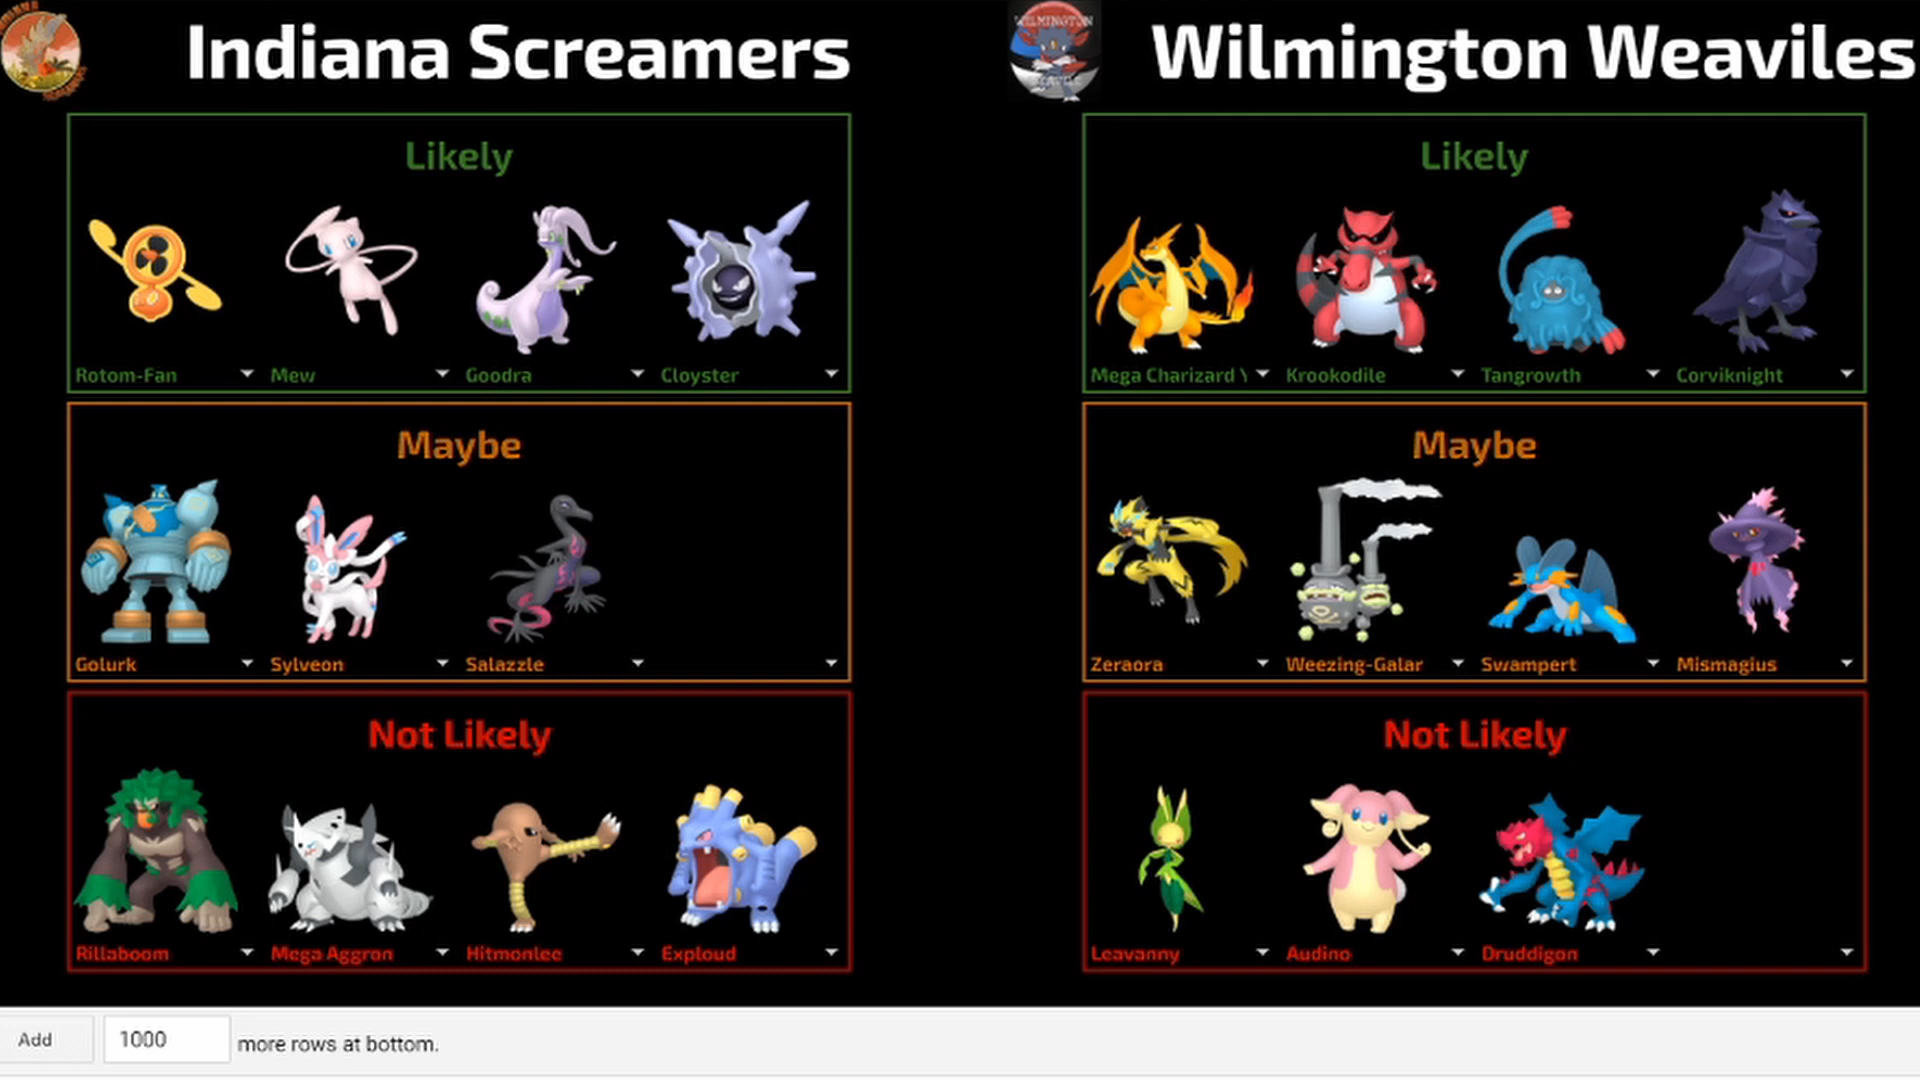 Indiana Screamers
WILMINGTON
Wilmington Weaviles
Likely
Rotom-Fan
Mew
Goodra
Cloyster
Likely
Mega Charizard
Krookodile
Tangrowth
Corviknight
Maybe
Golurk
Sylveon
Salazzle
Maybe
Zeraora
Weezing-Galar
Swampert
Mismagius
Not Likely
Rillaboom
Mega Aggron
Hitmonlee
Exploud
Not Likely
Leavanny
Audino
Druddigon
Add
1000
more rows at bottom.